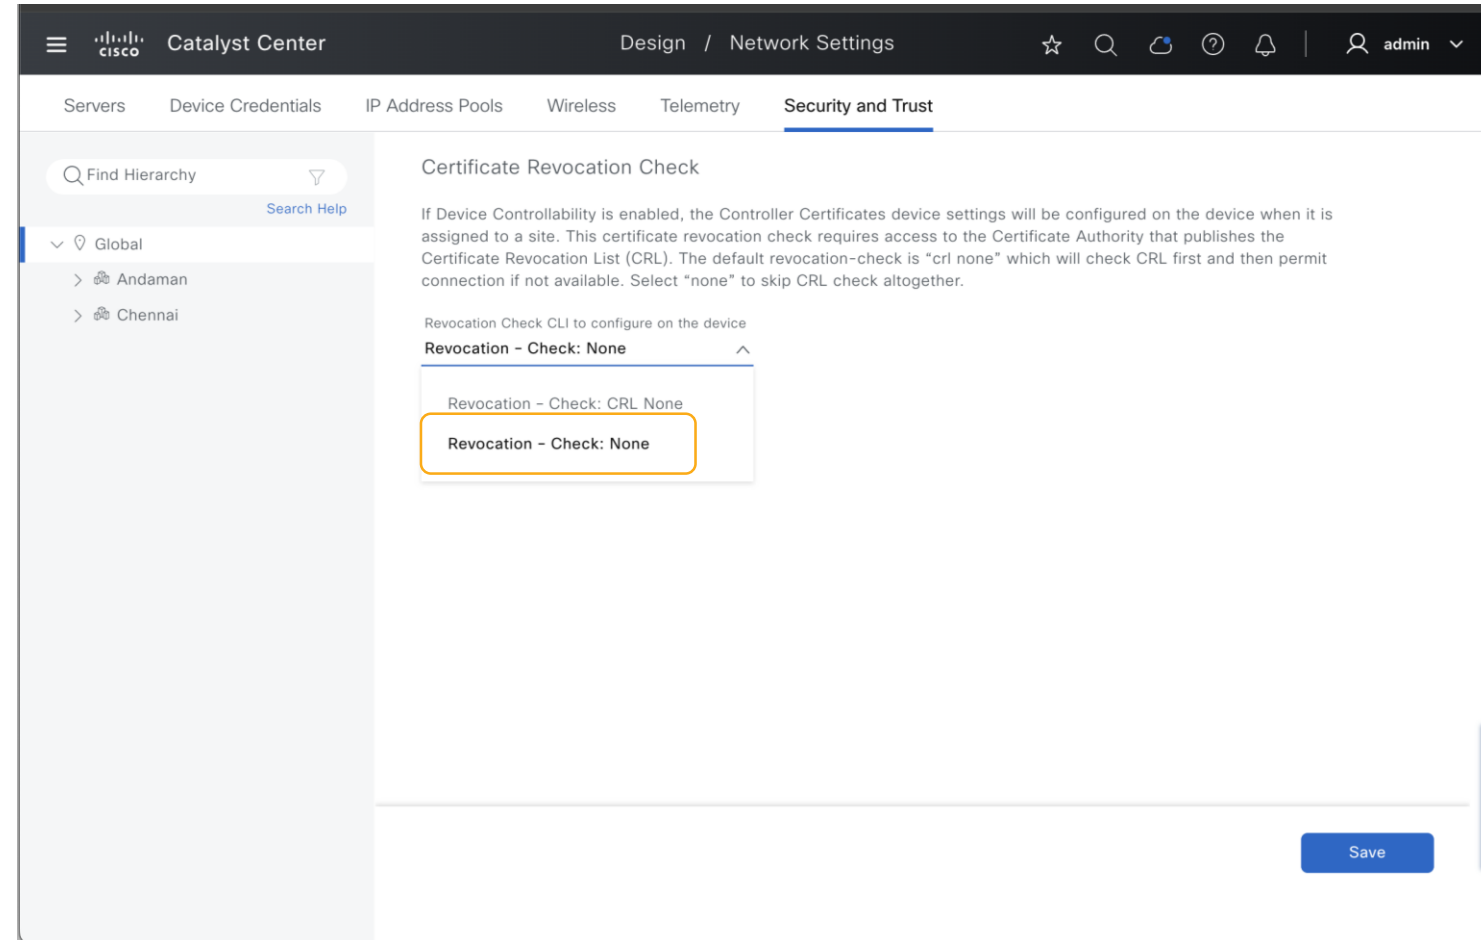 cisco Catalyst Center
Design / Network Settings
admin
Servers Device Credentials IP Address Pools Wireless Telemetry Security and Trust
Find Hierarchy
Search Help
Global
Andaman
Chennai
Certificate Revocation Check
If Device Controllability is enabled, the Controller Certificates device settings will be configured on the device when it is
assigned to a site. This certificate revocation check requires access to the Certificate Authority that publishes the
Certificate Revocation List (CRL). The default revocation-check is “crl none” which will check CRL first and then permit
connection if not available. Select “none” to skip CRL check altogether.
Revocation Check CLI to configure on the device
Revocation - Check: None
Revocation - Check: CRL None
Revocation - Check: None
Save